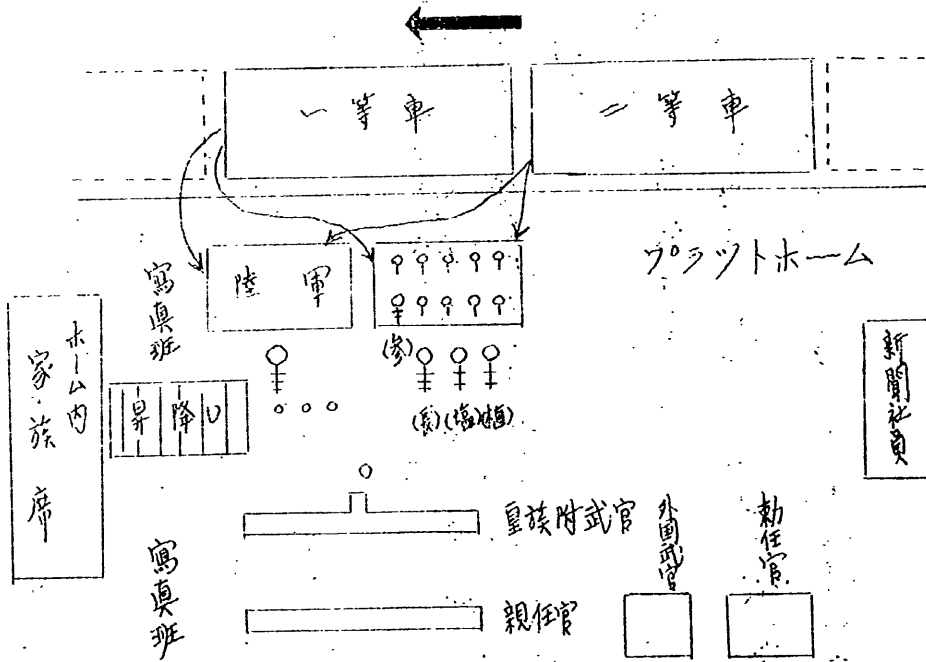 一等車
二等車
プラットホーム
寫真班
陸軍
(参)
ホーム内
家族席
昇降口
(長)(塩)(植)
新聞社員
皇族附武官
外国武官
勅任官
寫真班
親任官